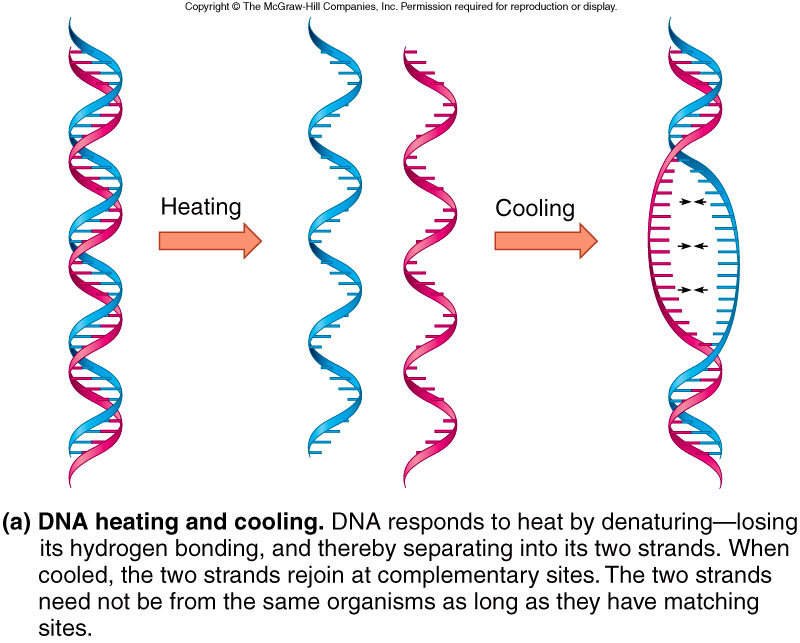 Copyright © The McGraw-Hill Companies, Inc. Permission required for reproduction or display.
Heating
Cooling
(a) DNA heating and cooling. DNA responds to heat by denaturing—losing
its hydrogen bonding, and thereby separating into its two strands. When
cooled, the two strands rejoin at complementary sites. The two strands
need not be from the same organisms as long as they have matching
sites.